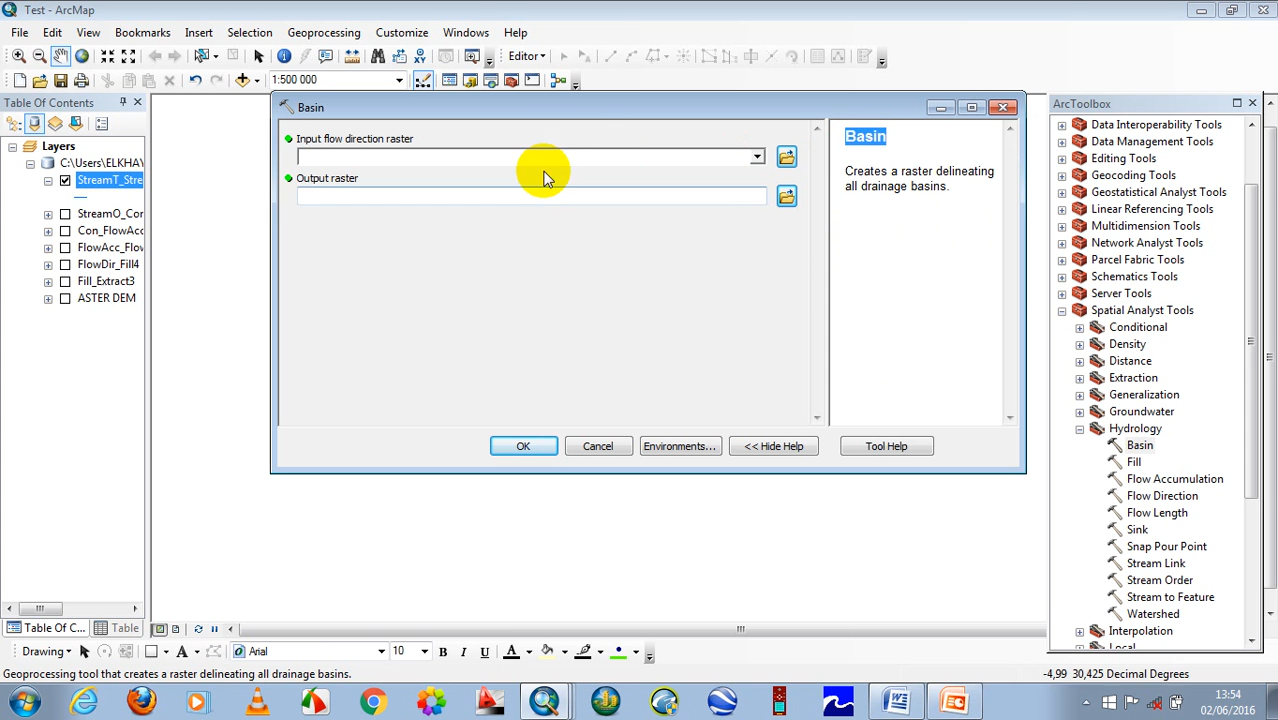 Test - ArcMap
File Edit View Bookmarks Insert Selection Geoprocessing Customize Windows Help
Editor
1:500 000
Table Of Contents
Layers
C:\Users\ELKHA
StreamT_Stre
StreamO_Con
Con_FlowAcc
FlowAcc_Flow
FlowDir_Fill4
Fill_Extract3
ASTER DEM
Basin
Input flow direction raster
Output raster
Basin
Creates a raster delineating
all drainage basins.
OK Cancel Environments... << Hide Help Tool Help
ArcToolbox
Data Interoperability Tools
Data Management Tools
Editing Tools
Geocoding Tools
Geostatistical Analyst Tools
Linear Referencing Tools
Multidimension Tools
Network Analyst Tools
Parcel Fabric Tools
Schematics Tools
Server Tools
Spatial Analyst Tools
Conditional
Density
Distance
Extraction
Generalization
Groundwater
Hydrology
Basin
Fill
Flow Accumulation
Flow Direction
Flow Length
Sink
Snap Pour Point
Stream Link
Stream Order
Stream to Feature
Watershed
Interpolation
Local
Table Of C... Table
Drawing A Arial 10 B I U A
Geoprocessing tool that creates a raster delineating all drainage basins.
-4,99 30,425 Decimal Degrees
13:54
02/06/2016